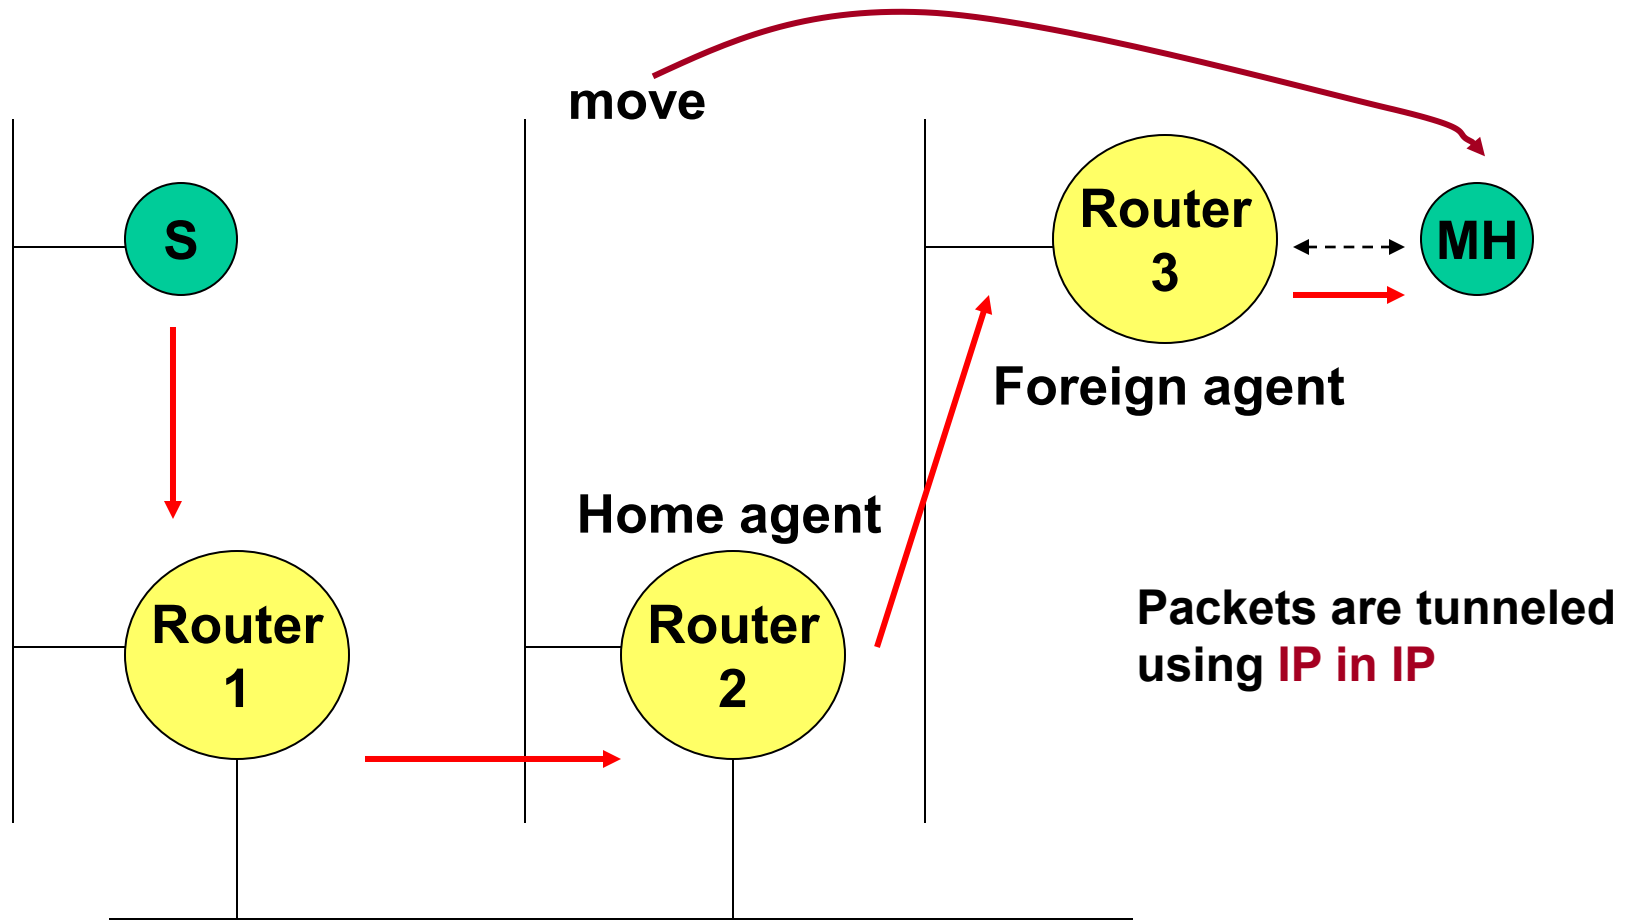 move
S
Router
3
MH
Foreign agent
Home agent
Router
1
Router
2
Packets are tunneled
using IP in IP